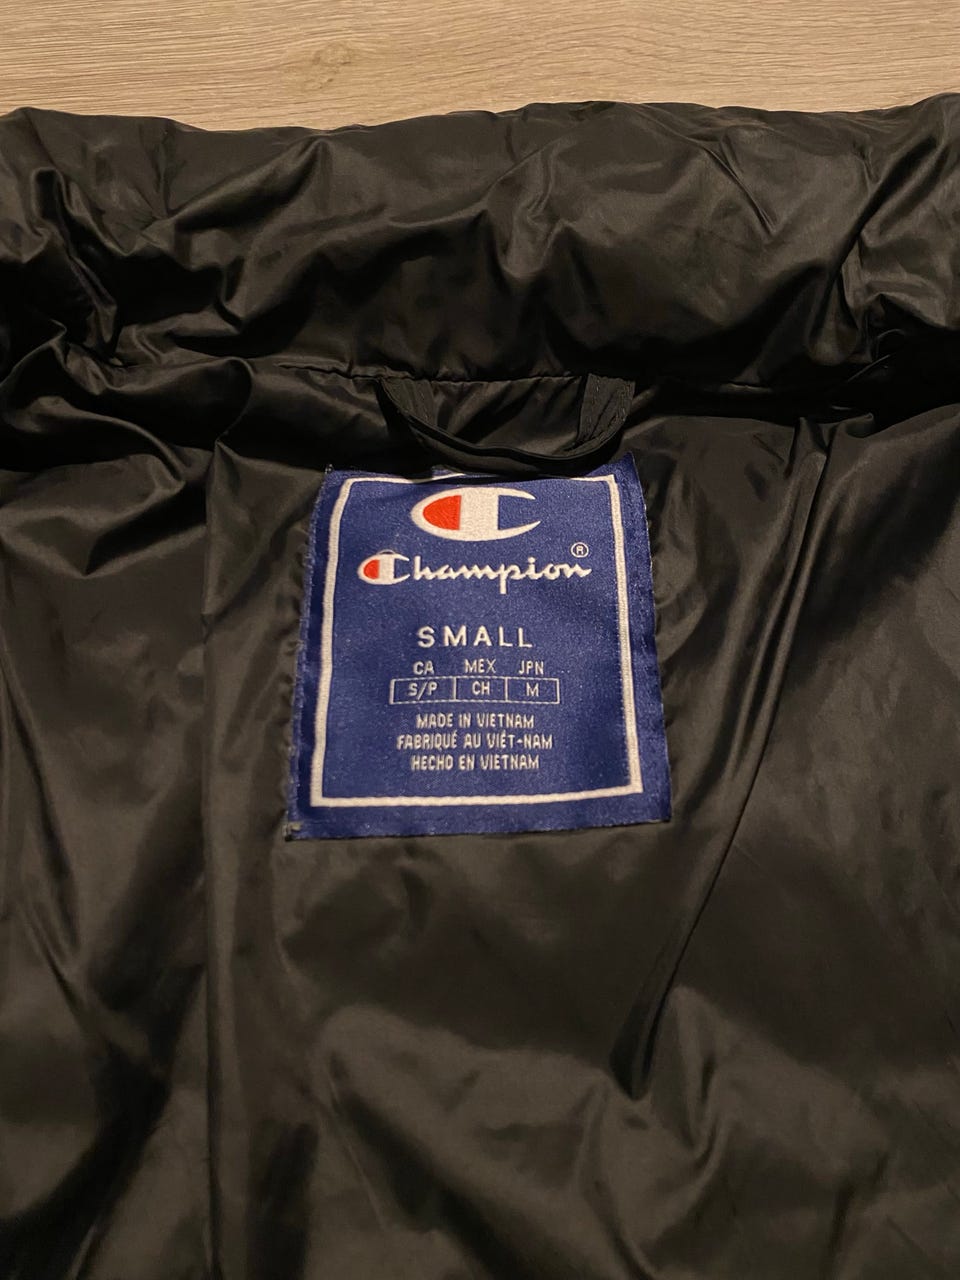 Champion®
SMALL
CA MEX JPN
S/P CH M
MADE IN VIETNAM
FABRIQUÉ AU VIÊT-NAM
HECHO EN VIETNAM